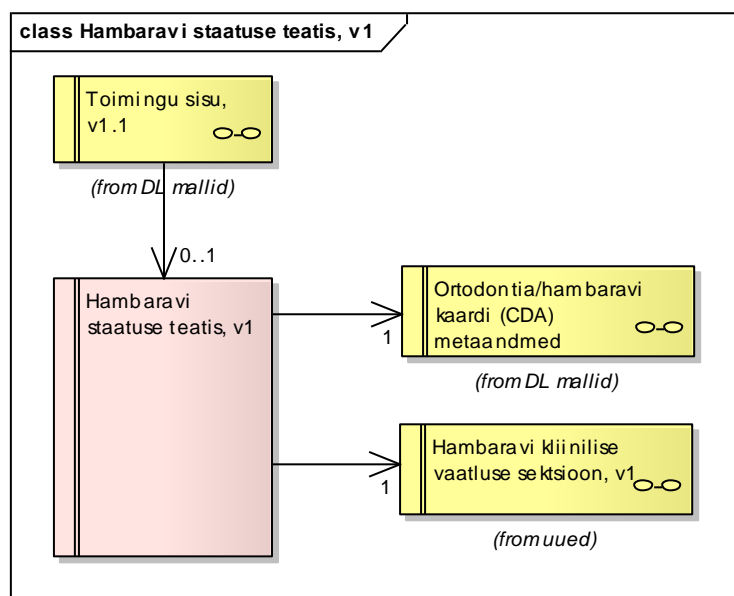 class Hambaravi staatuse teatis, v1
Toimingu sisu,
v1.1
(from DL mallid)
0..1
Hambaravi
staatuse teatis, v1
Ortodontia/hambaravi
kaardi (CDA)
metaandmed
1
(from DL mallid)
Hambaravi kliinilise
vaatluse sektsioon, v1
1
(from uued)